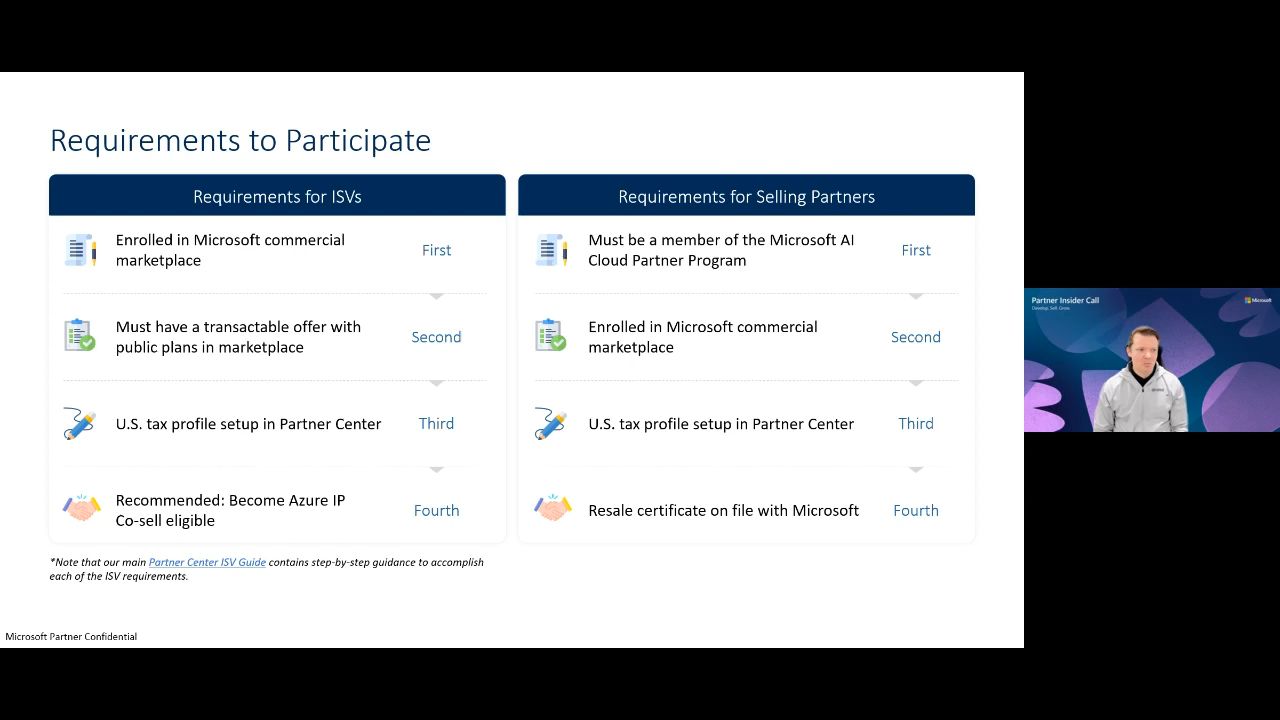 Requirements to Participate
Requirements for ISVs
Enrolled in Microsoft commercial
marketplace
First
Must have a transactable offer with
public plans in marketplace
Second
U.S. tax profile setup in Partner Center
Third
Recommended: Become Azure IP
Co-sell eligible
Fourth
Requirements for Selling Partners
Must be a member of the Microsoft AI
Cloud Partner Program
First
Enrolled in Microsoft commercial
marketplace
Second
U.S. tax profile setup in Partner Center
Third
Resale certificate on file with Microsoft
Fourth
*Note that our main Partner Center ISV Guide contains step-by-step guidance to accomplish
each of the ISV requirements.
Microsoft Partner Confidential
Partner Insider Call
Develop. Sell. Grow.
Microsoft